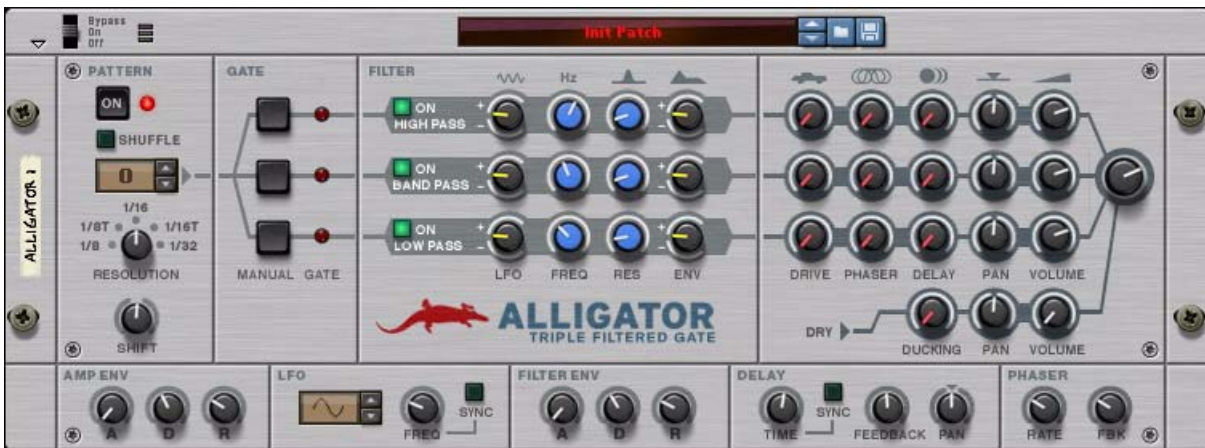 Bypass
On
Off
Init Patch
PATTERN
ON
SHUFFLE
0
1/16
1/8T
1/16T
1/8
1/32
RESOLUTION
SHIFT
ALLIGATOR 1
GATE
MANUAL GATE
FILTER
Hz
ON
HIGH PASS
+
-
+
-
ON
BAND PASS
+
-
+
-
ON
LOW PASS
+
-
+
-
LFO
FREQ
RES
ENV
ALLIGATOR
TRIPLE FILTERED GATE
DRIVE
PHASER
DELAY
PAN
VOLUME
DRY
DUCKING
PAN
VOLUME
AMP ENV
A
D
R
LFO
FREQ
SYNC
FILTER ENV
A
D
R
DELAY
TIME
SYNC
FEEDBACK
PAN
PHASER
RATE
FBK